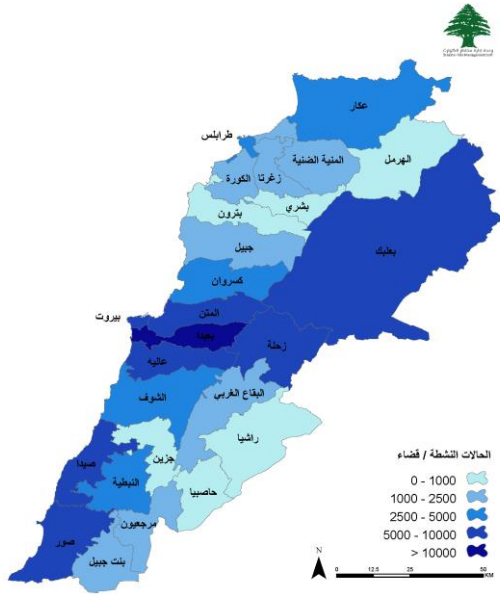 عكار
طرابلس
المنية الضنية
الهرمل
زغرتا
الكورة
بشري
بترون
جبيل
بعلبك
كسروان
المتن
بيروت
بعبدا
زحلة
عاليه
البقاع الغربي
الشوف
راشيا
صيدا
جزين
النبطية
حاصبيا
مرجعيون
صور
بنت جبيل
الحالات النشطة / قضاء
0 - 1000
1000 - 2500
2500 - 5000
5000 - 10000
> 10000
N
0 12.5 25 50
KM